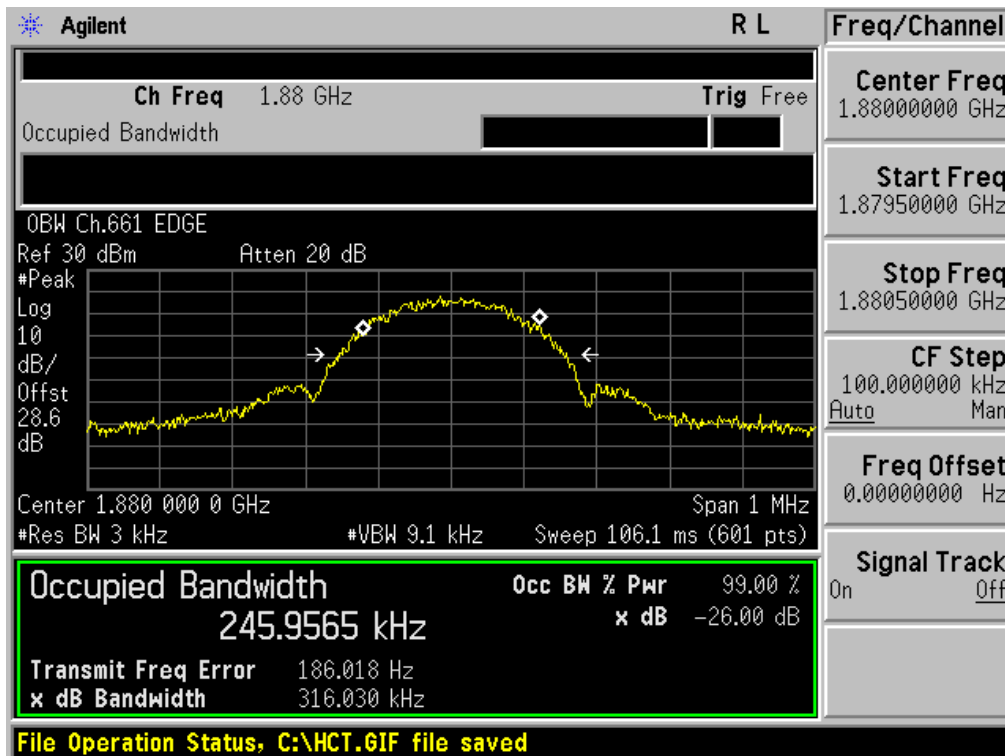 Agilent R L
Freq/Channel
Ch Freq 1.88 GHz Trig Free
Occupied Bandwidth
Center Freq
1.88000000 GHz
Start Freq
1.87950000 GHz
Stop Freq
1.88050000 GHz
CF Step
100.000000 kHz
Auto Man
Freq Offset
0.00000000 Hz
Signal Track
On Off
OBW Ch.661 EDGE
Ref 30 dBm Atten 20 dB
#Peak
Log
10
dB/
Offst
28.6
dB
Center 1.880 000 0 GHz Span 1 MHz
#Res BW 3 kHz #VBW 9.1 kHz Sweep 106.1 ms (601 pts)
Occupied Bandwidth
245.9565 kHz
Occ BW % Pwr 99.00 %
x dB -26.00 dB
Transmit Freq Error 186.018 Hz
x dB Bandwidth 316.030 kHz
File Operation Status, C:\HCT.GIF file saved